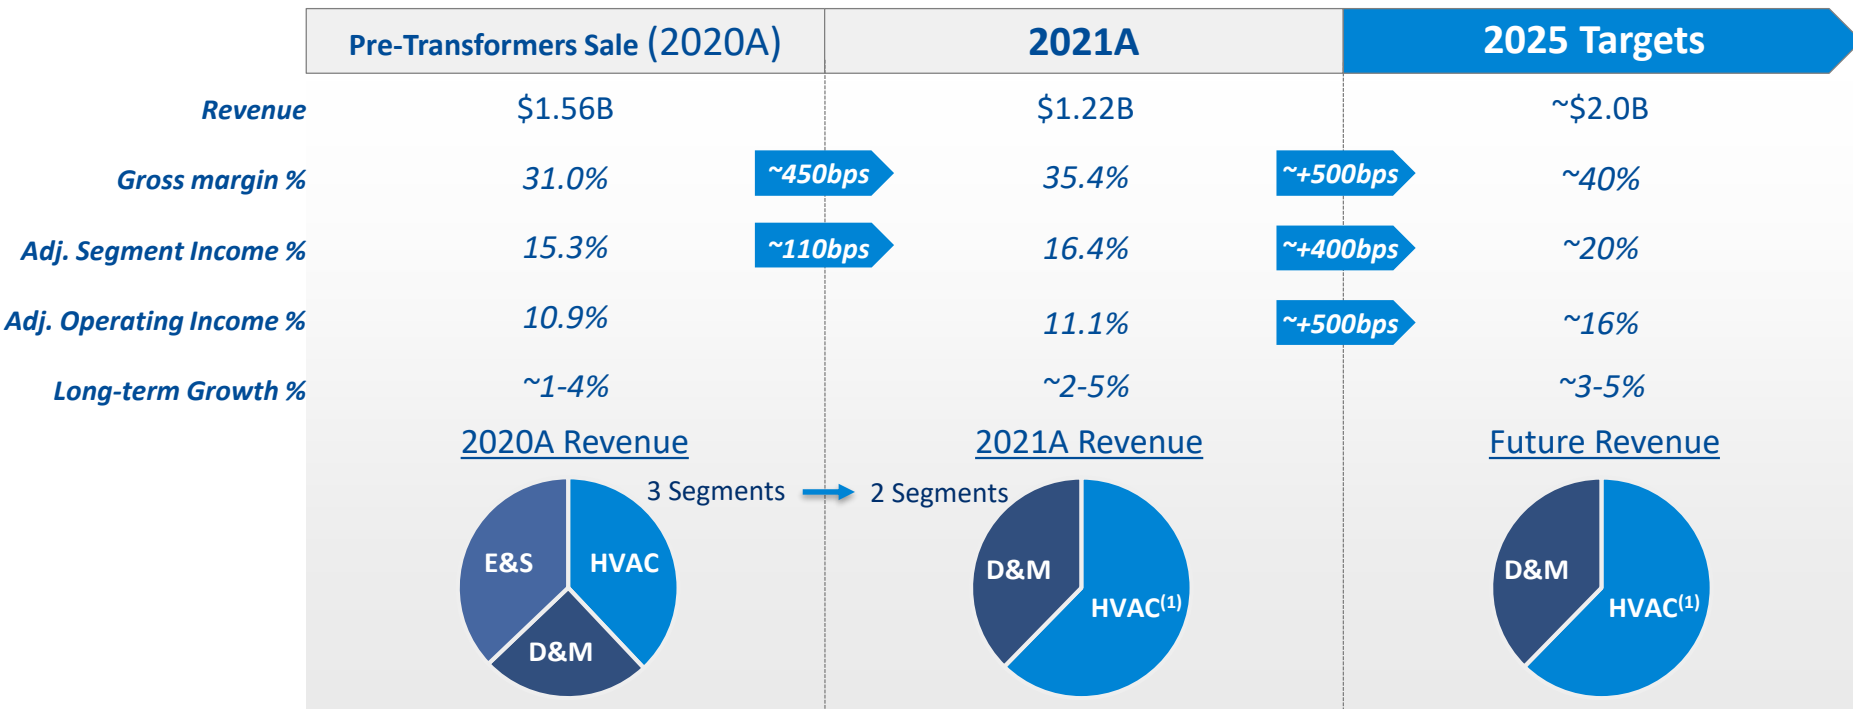 Pre-Transformers Sale (2020A) 2021A 2025 Targets
Revenue $1.56B $1.22B ~$2.0B
Gross margin % 31.0% ~450bps 35.4% ~+500bps ~40%
Adj. Segment Income % 15.3% ~110bps 16.4% ~+400bps ~20%
Adj. Operating Income % 10.9% 11.1% ~+500bps ~16%
Long-term Growth % ~1-4% ~2-5% ~3-5%
2020A Revenue 2021A Revenue Future Revenue
3 Segments 2 Segments
E&S HVAC D&M D&M
HVAC(1) HVAC(1)
D&M